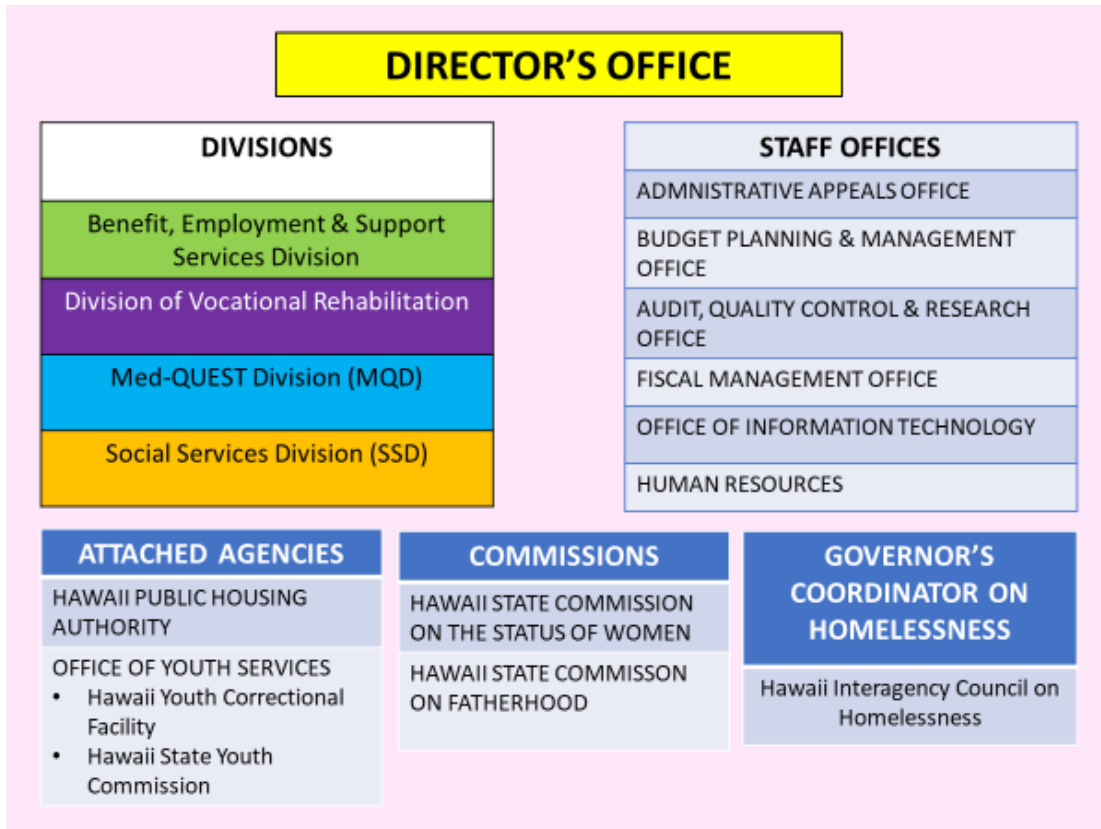 DIRECTOR'S OFFICE
DIVISIONS
Benefit, Employment & Support
Services Division
Division of Vocational Rehabilitation
Med-QUEST Division (MQD)
Social Services Division (SSD)
STAFF OFFICES
ADMNISTRATIVE APPEALS OFFICE
BUDGET PLANNING & MANAGEMENT
OFFICE
AUDIT, QUALITY CONTROL & RESEARCH
OFFICE
FISCAL MANAGEMENT OFFICE
OFFICE OF INFORMATION TECHNOLOGY
HUMAN RESOURCES
ATTACHED AGENCIES
HAWAII PUBLIC HOUSING
AUTHORITY
OFFICE OF YOUTH SERVICES
• Hawaii Youth Correctional
Facility
• Hawaii State Youth
Commission
COMMISSIONS
HAWAII STATE COMMISSION
ON THE STATUS OF WOMEN
HAWAII STATE COMMISSON
ON FATHERHOOD
GOVERNOR'S
COORDINATOR ON
HOMELESSNESS
Hawaii Interagency Council on
Homelessness